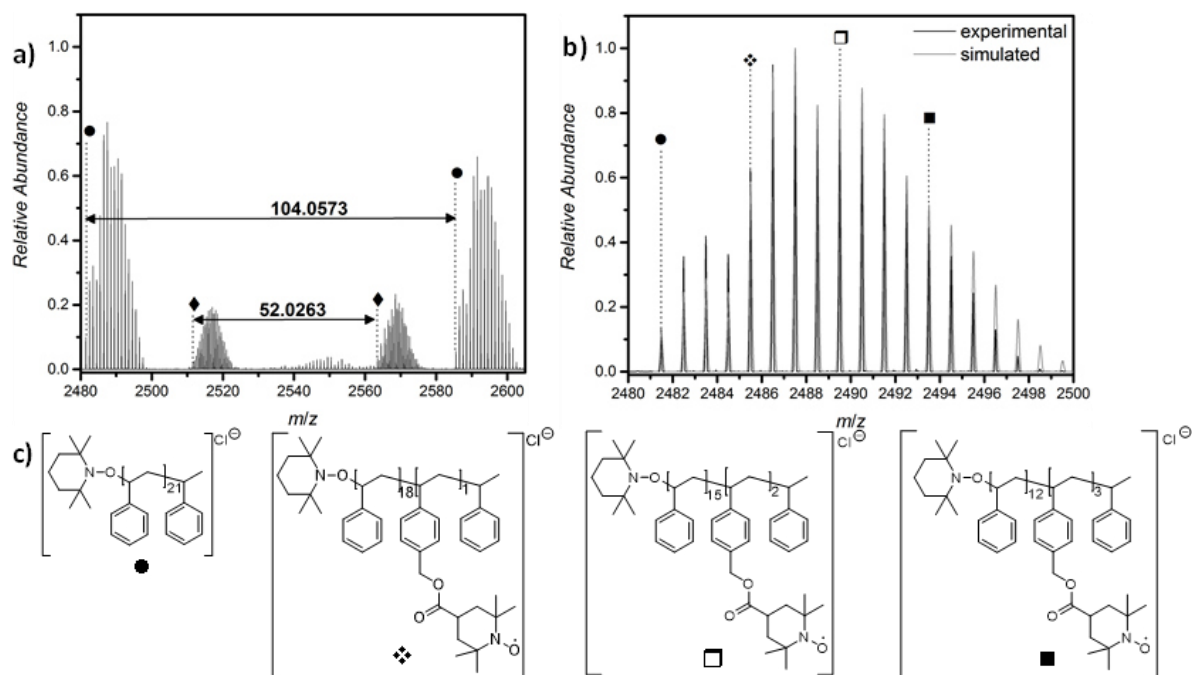 a)
Relative Abundance
1.0
0.8
0.6
0.4
0.2
0.0
104.0573
52.0263
2480 2500 2520 2540 2560 2580 2600
m/z
b)
Relative Abundance
1.0
0.8
0.6
0.4
0.2
0.0
experimental
simulated
2480 2482 2484 2486 2488 2490 2492 2494 2496 2498 2500
m/z
c)
N O
21
Cl⊖
N O
18
1
O
O
N O
Cl⊖
N O
15
2
O
O
N O
Cl⊖
N O
12
3
O
O
N O
Cl⊖